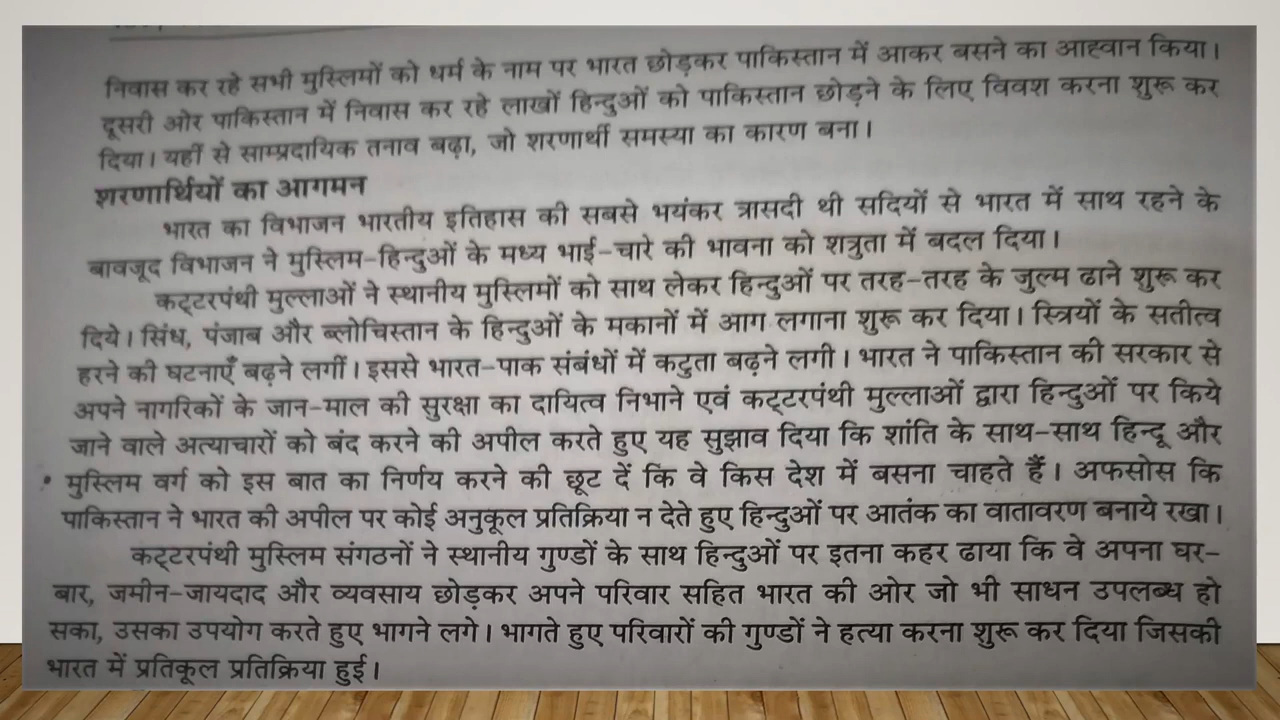 निवास कर रहे सभी मुस्लिमों को धर्म के नाम पर भारत छोड़कर पाकिस्तान में आकर बसने का आह्वान किया।
दूसरी ओर पाकिस्तान में निवास कर रहे लाखों हिन्दुओं को पाकिस्तान छोड़ने के लिए विवश करना शुरू कर
दिया। यहीं से साम्प्रदायिक तनाव बढ़ा, जो शरणार्थी समस्या का कारण बना।
शरणार्थियों का आगमन
भारत का विभाजन भारतीय इतिहास की सबसे भयंकर त्रासदी थी सदियों से भारत में साथ रहने के
बावजूद विभाजन ने मुस्लिम-हिन्दुओं के मध्य भाई-चारे की भावना को शत्रुता में बदल दिया।
कट्टरपंथी मुल्लाओं ने स्थानीय मुस्लिमों को साथ लेकर हिन्दुओं पर तरह-तरह के जुल्म ढाने शुरू कर
दिये। सिंध, पंजाब और ब्लोचिस्तान के हिन्दुओं के मकानों में आग लगाना शुरू कर दिया। स्त्रियों के सतीत्व
हरने की घटनाएँ बढ़ने लगीं। इससे भारत-पाक संबंधों में कटुता बढ़ने लगी। भारत ने पाकिस्तान की सरकार से
अपने नागरिकों के जान-माल की सुरक्षा का दायित्व निभाने एवं कट्टरपंथी मुल्लाओं द्वारा हिन्दुओं पर किये
जाने वाले अत्याचारों को बंद करने की अपील करते हुए यह सुझाव दिया कि शांति के साथ-साथ हिन्दू और
मुस्लिम वर्ग को इस बात का निर्णय करने की छूट दें कि वे किस देश में बसना चाहते हैं। अफसोस कि
पाकिस्तान ने भारत की अपील पर कोई अनुकूल प्रतिक्रिया न देते हुए हिन्दुओं पर आतंक का वातावरण बनाये रखा।
कट्टरपंथी मुस्लिम संगठनों ने स्थानीय गुण्डों के साथ हिन्दुओं पर इतना कहर ढाया कि वे अपना घर-
बार, जमीन-जायदाद और व्यवसाय छोड़कर अपने परिवार सहित भारत की ओर जो भी साधन उपलब्ध हो
सका, उसका उपयोग करते हुए भागने लगे। भागते हुए परिवारों की गुण्डों ने हत्या करना शुरू कर दिया जिसकी
भारत में प्रतिकूल प्रतिक्रिया हुई।